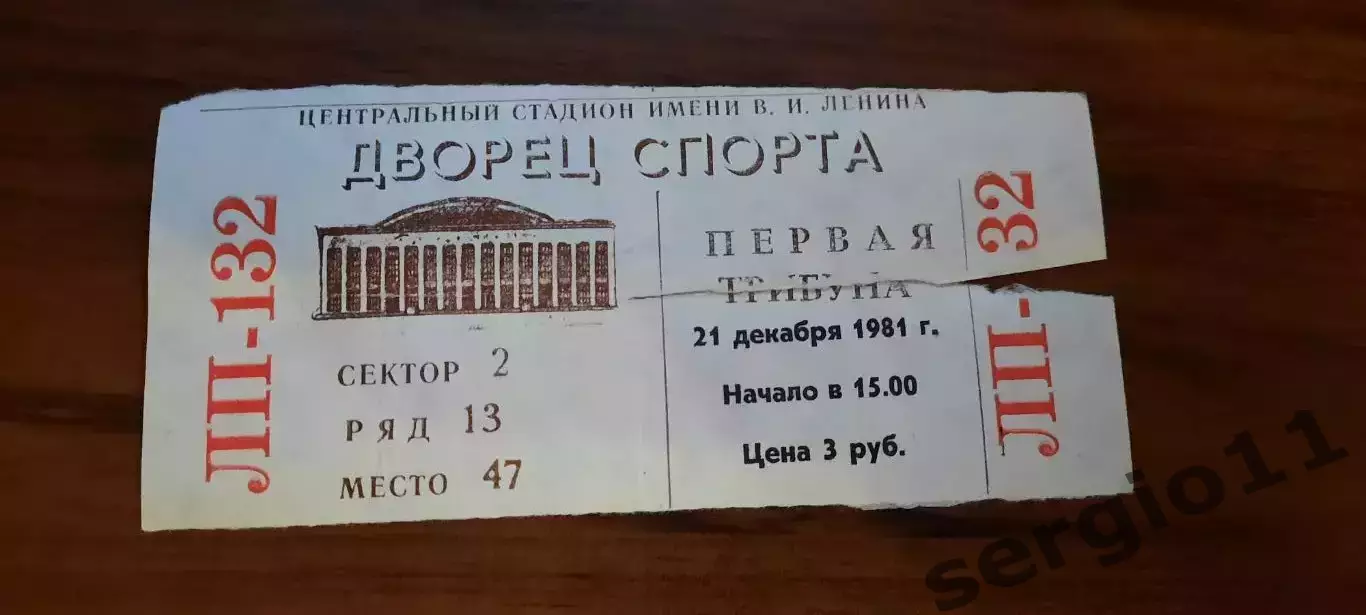 ЦЕНТРАЛЬНЫЙ СТАДИОН ИМЕНИ В. И. ЛЕНИНА
ДВОРЕЦ СПОРТА
ЛП-132
СЕКТОР 2
РЯД 13
МЕСТО 47
ПЕРВАЯ
ТРИБУНА
21 декабря 1981 г.
Начало в 15.00
Цена 3 руб.
ЛП-32
sergio11